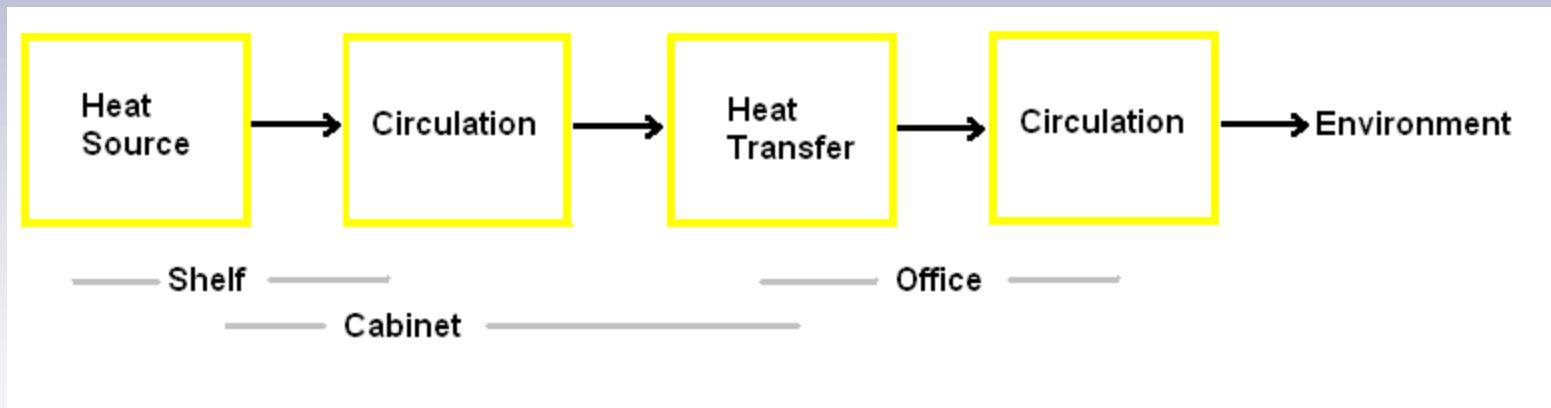 Heat
Source
Circulation
Heat
Transfer
Circulation
Environment
Shelf
Office
Cabinet